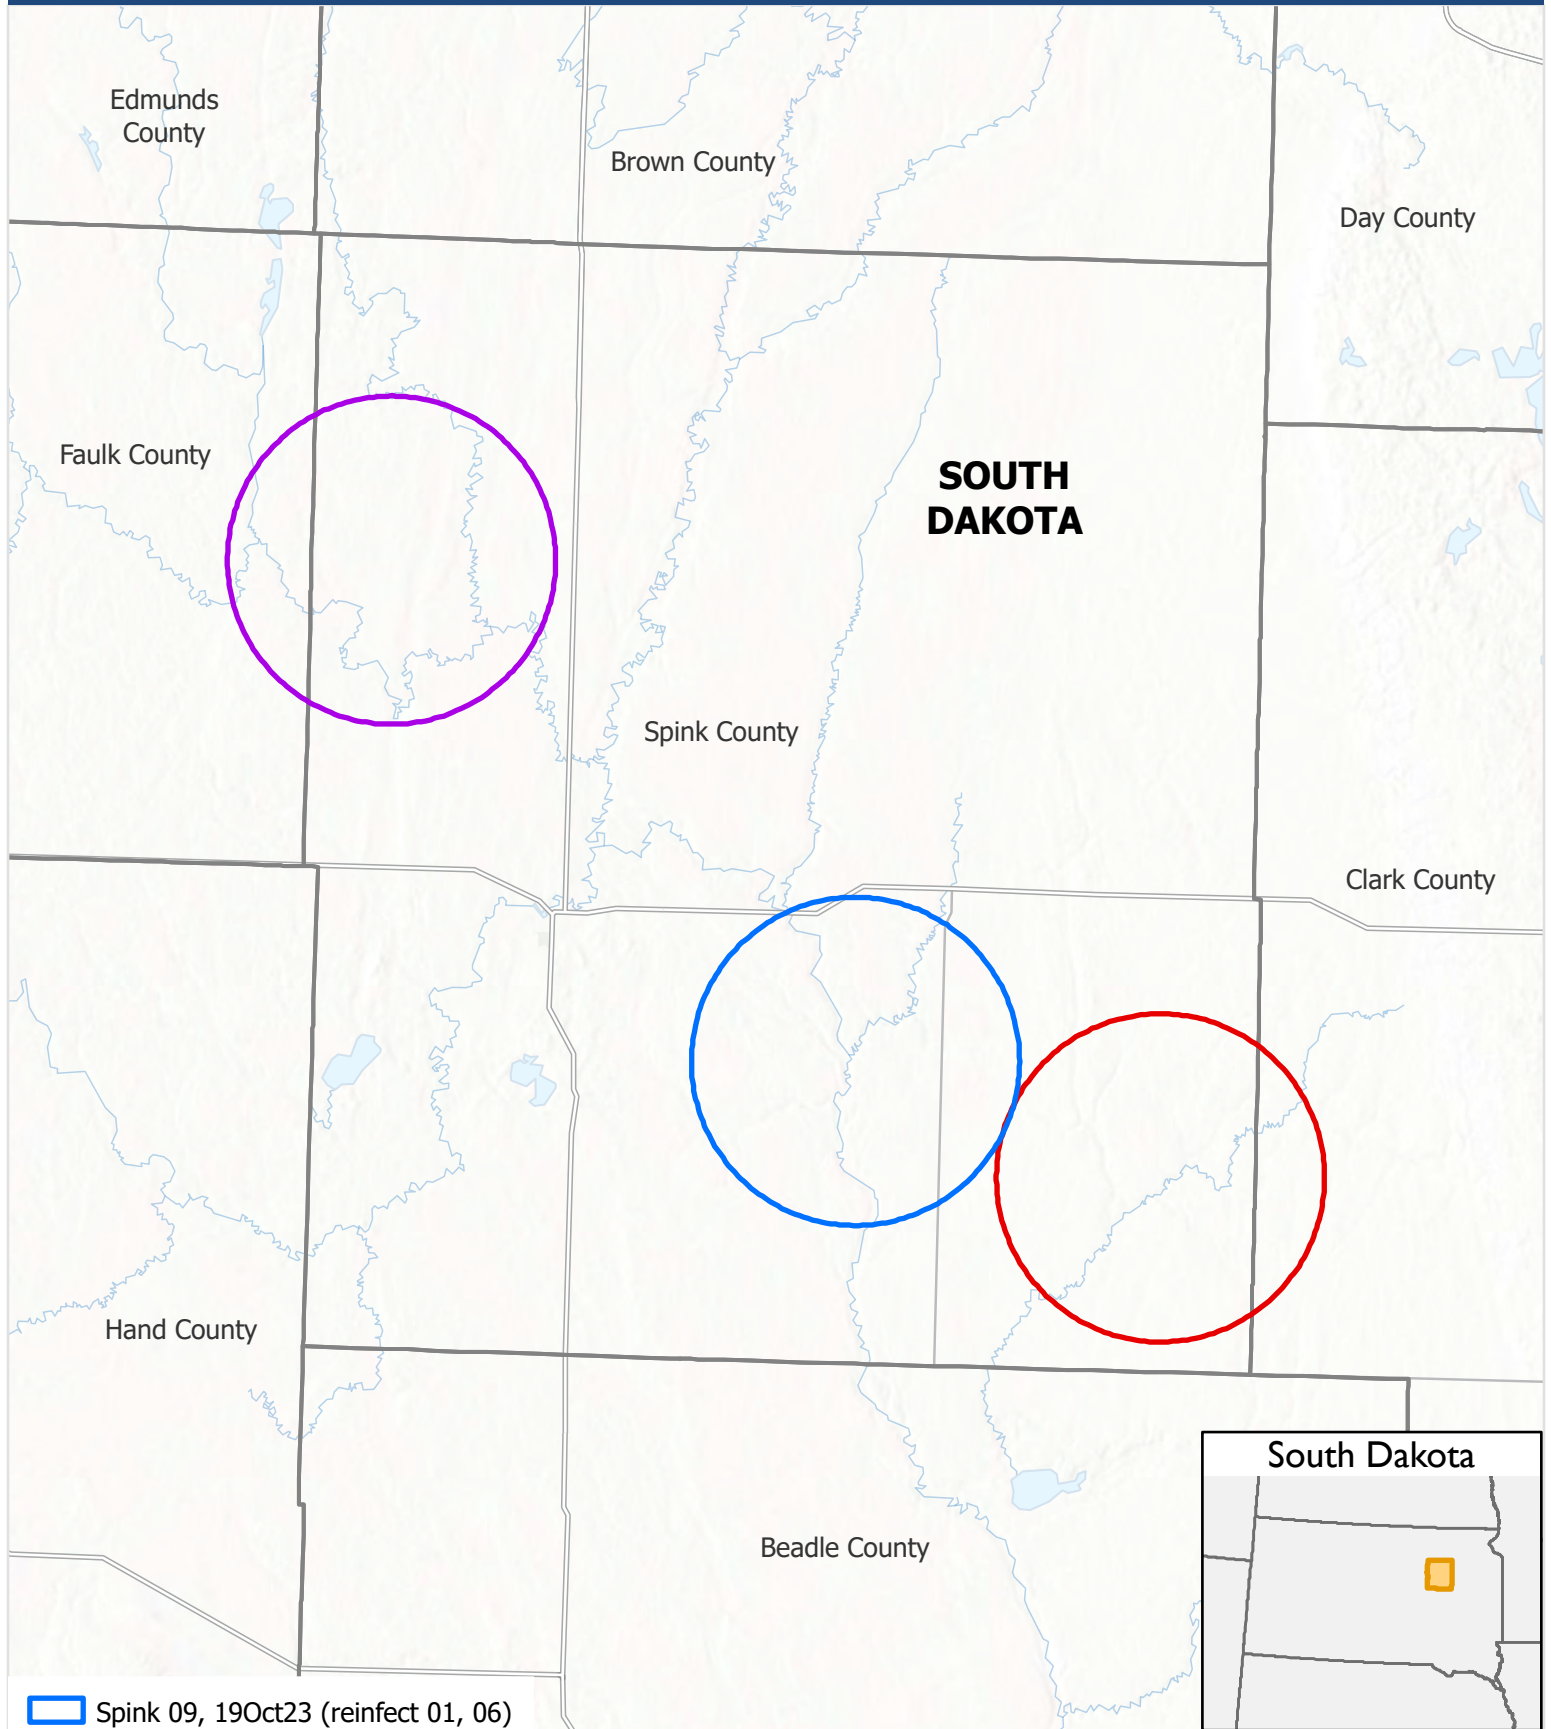 Edmunds
County
Brown County
Day County
Faulk County
SOUTH
DAKOTA
Spink County
Clark County
Hand County
South Dakota
Beadle County
Spink 09, 19Oct23 (reinfect 01, 06)